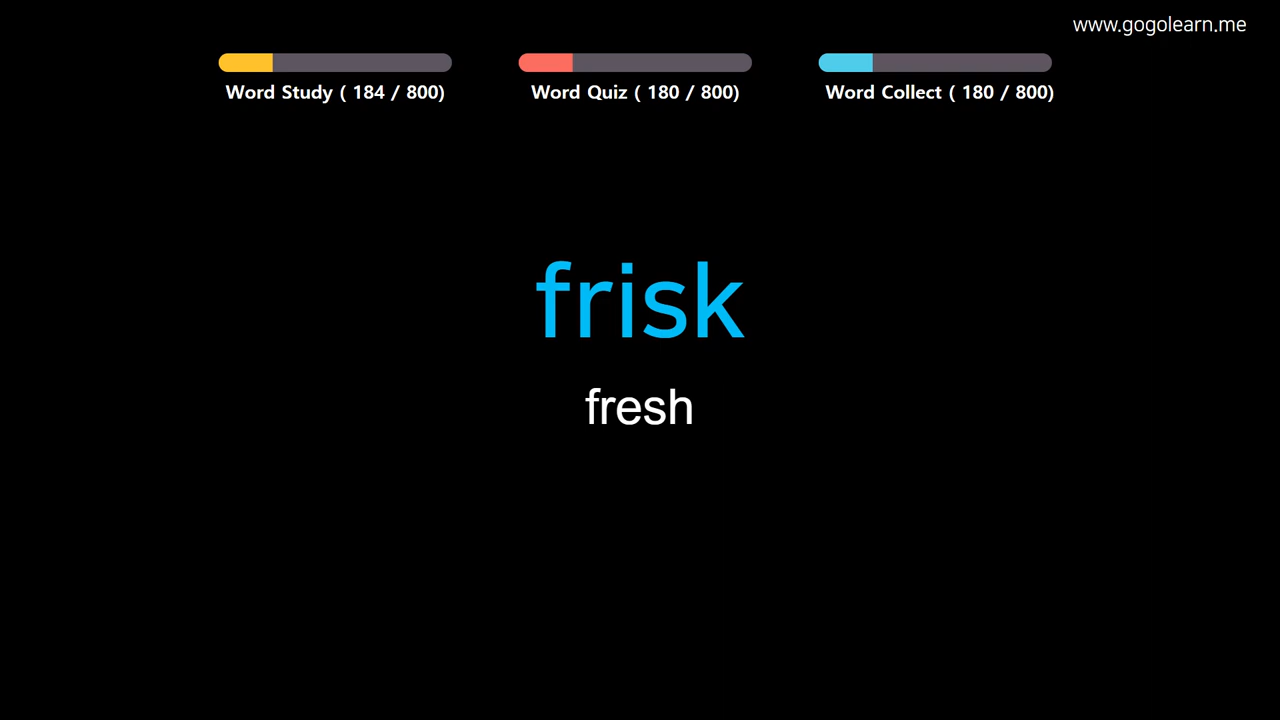 www.gogolearn.me
Word Study ( 184 / 800)
Word Quiz ( 180 / 800)
Word Collect ( 180 / 800)
frisk
fresh